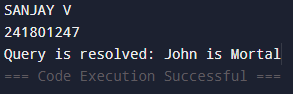 SANJAY V
241801247
Query is resolved: John is Mortal
=== Code Execution Successful ===